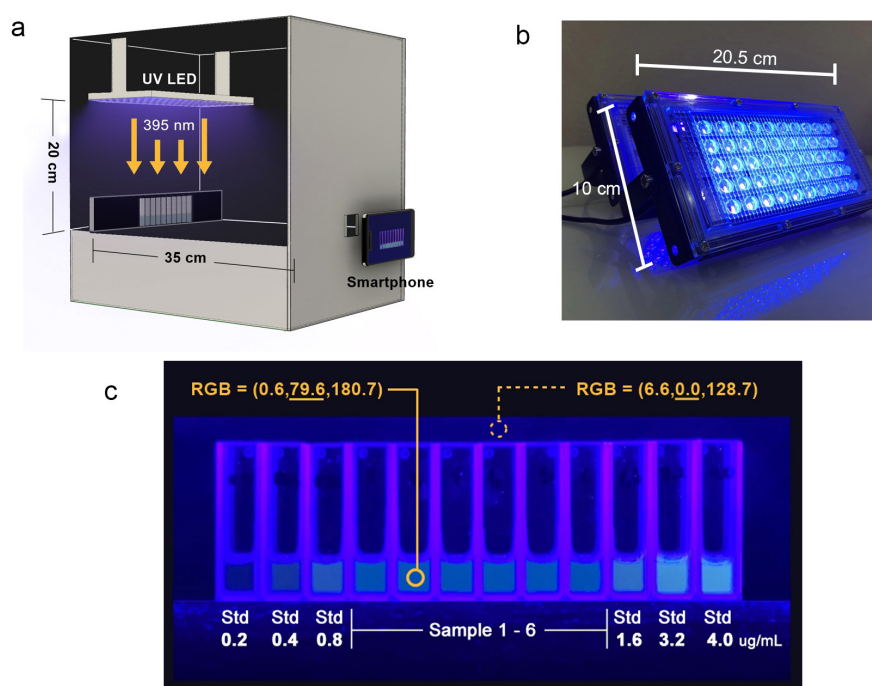 a
UV LED
395 nm
20 cm
35 cm
Smartphone
b
20.5 cm
10 cm
c
RGB = (0.6,79.6,180.7)
RGB = (6.6,0.0,128.7)
Std
0.2
Std
0.4
Std
0.8
Sample 1 - 6
Std
1.6
Std
3.2
Std
4.0 ug/mL